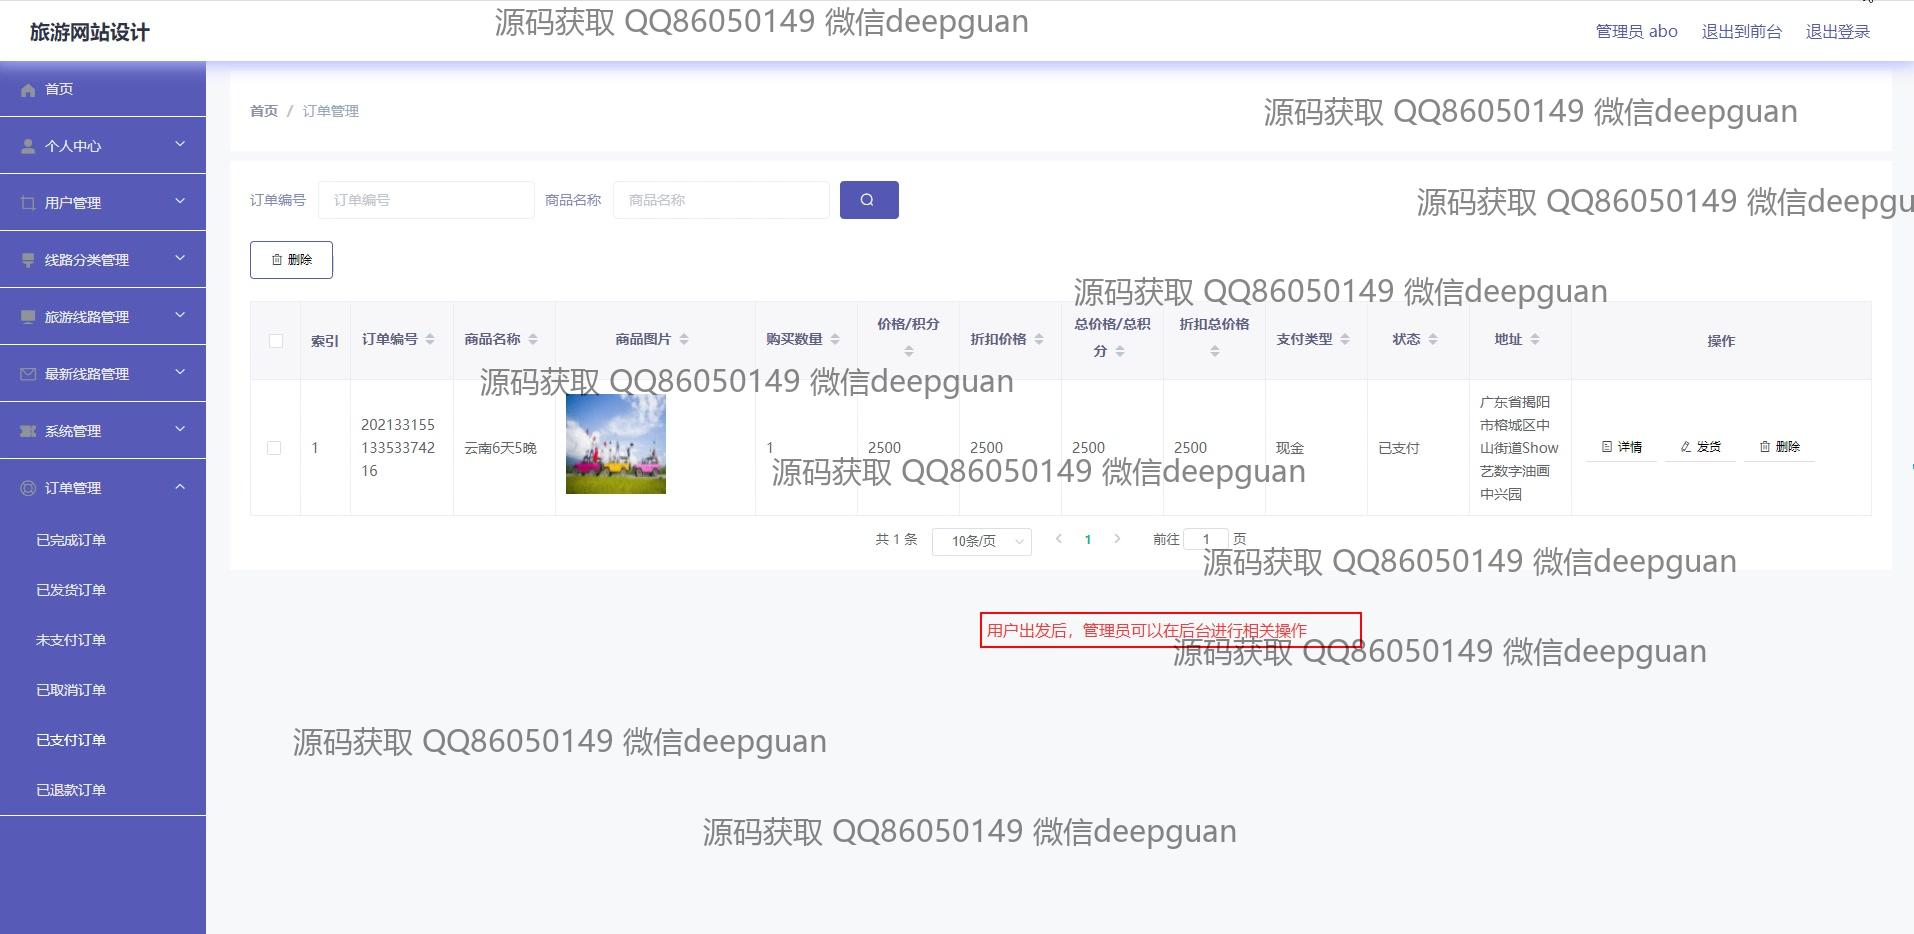 旅游网站设计
源码获取 QQ86050149 微信deepguan
管理员 abo
退出到前台
退出登录
首页
个人中心
用户管理
线路分类管理
旅游线路管理
最新线路管理
系统管理
订单管理
已完成订单
已发货订单
未支付订单
已取消订单
已支付订单
已退款订单
首页 / 订单管理
源码获取 QQ86050149 微信deepguan
订单编号 订单编号 商品名称 商品名称
源码获取 QQ86050149 微信deepgu
删除
源码获取 QQ86050149 微信deepguan
索引
订单编号
商品名称
商品图片
购买数量
价格/积分
折扣价格
总价格/总积
分
折扣总价格
支付类型
状态
地址
操作
源码获取 QQ86050149 微信deepguan
1
202133155
133533742
16
云南6天5晚
1
2500
2500
2500
2500
现金
已支付
广东省揭阳
市榕城区中
山街道Show
艺数字油画
中兴园
详情
发货
删除
源码获取 QQ86050149 微信deepguan
共 1 条 10条/页 1 前往 1 页
源码获取 QQ86050149 微信deepguan
用户出发后，管理员可以在后台进行相关操作
源码获取 QQ86050149 微信deepguan
源码获取 QQ86050149 微信deepguan
源码获取 QQ86050149 微信deepguan